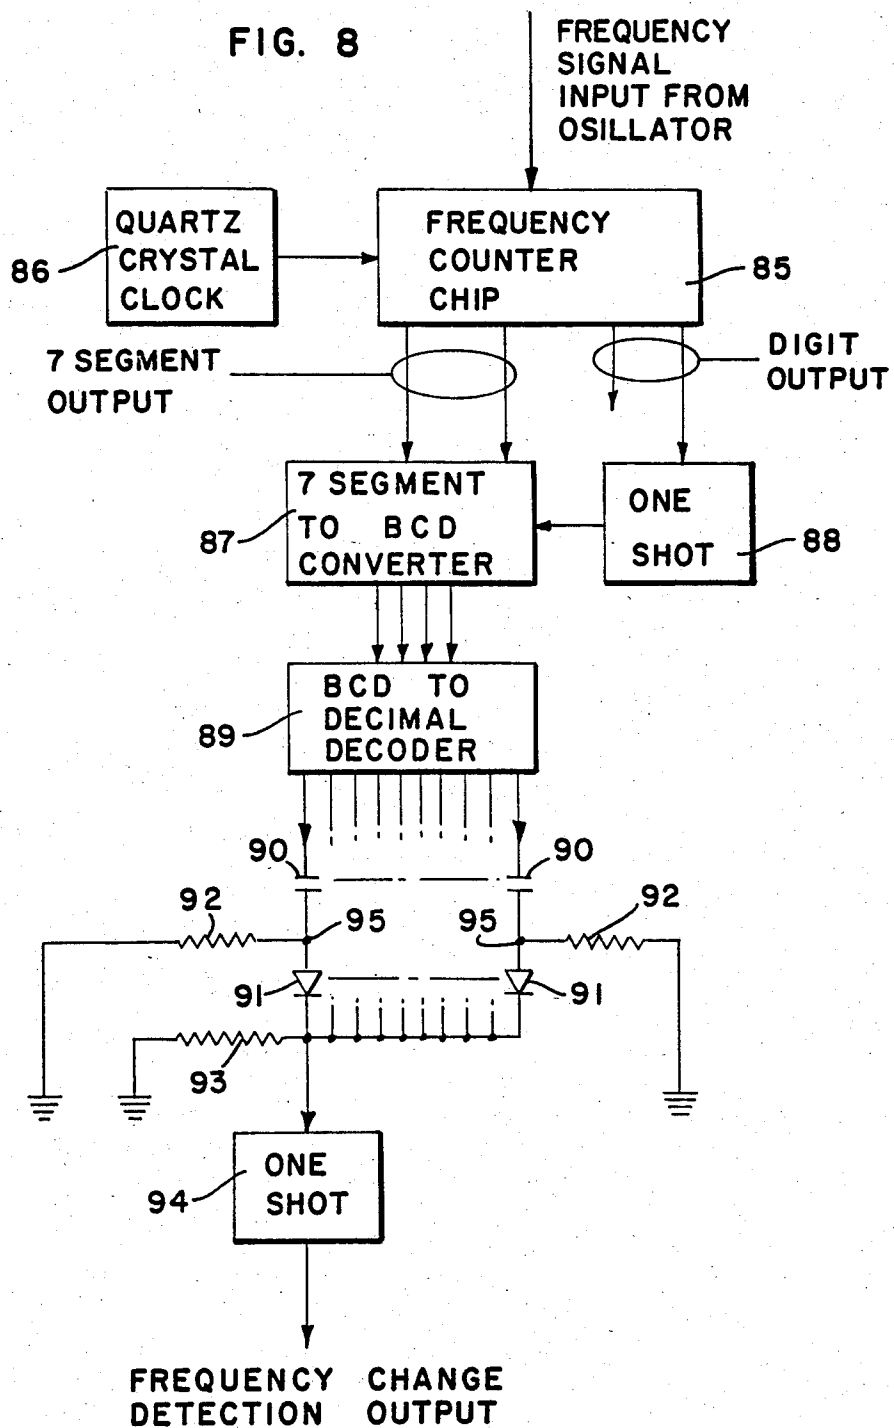 FIG. 8
FREQUENCY
SIGNAL
INPUT FROM
OSILLATOR
QUARTZ
CRYSTAL
CLOCK
86
FREQUENCY
COUNTER
CHIP
85
7 SEGMENT
OUTPUT
DIGIT
OUTPUT
7 SEGMENT
TO BCD
CONVERTER
87
ONE
SHOT
88
BCD TO
DECIMAL
DECODER
89
90
90
92
95
95
92
91
91
93
ONE
SHOT
94
FREQUENCY CHANGE
DETECTION OUTPUT